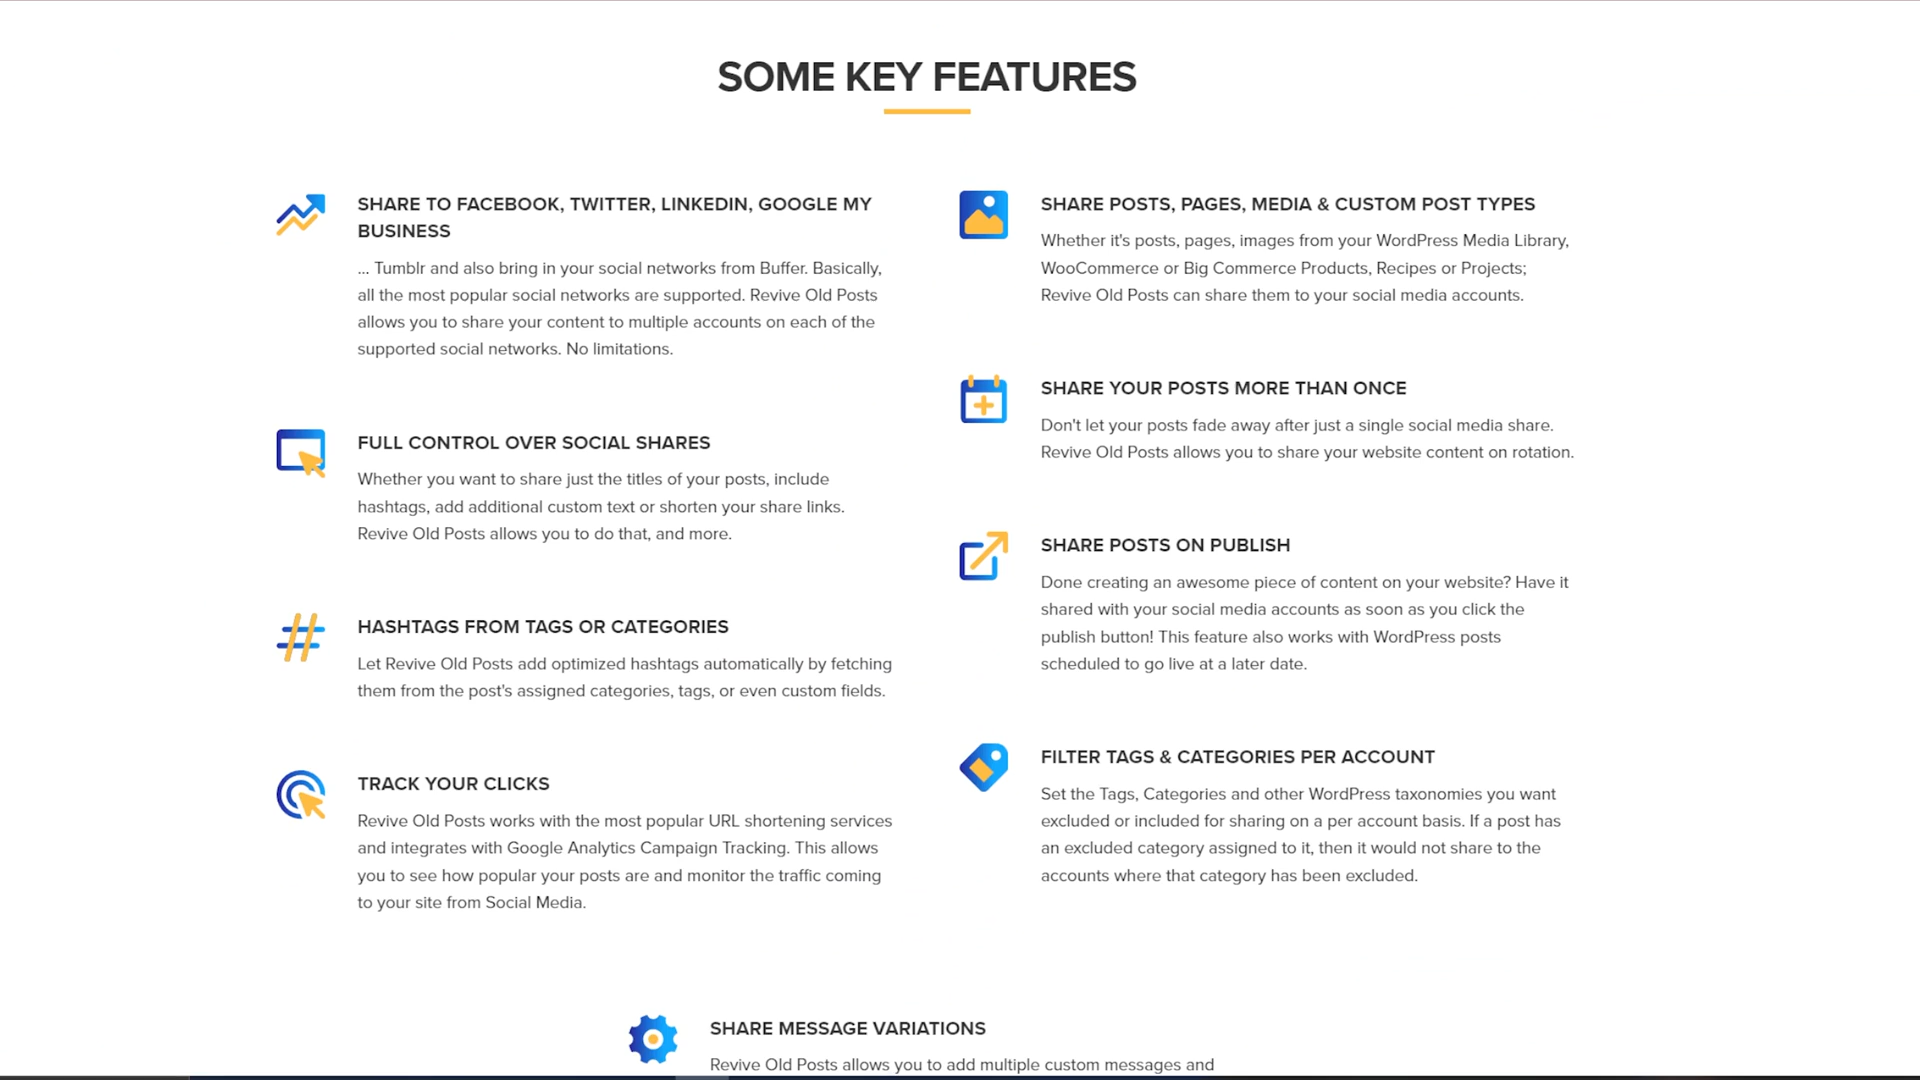 SOME KEY FEATURES
SHARE TO FACEBOOK, TWITTER, LINKEDIN, GOOGLE MY
BUSINESS
... Tumblr and also bring in your social networks from Buffer. Basically,
all the most popular social networks are supported. Revive Old Posts
allows you to share your content to multiple accounts on each of the
supported social networks. No limitations.
FULL CONTROL OVER SOCIAL SHARES
Whether you want to share just the titles of your posts, include
hashtags, add additional custom text or shorten your share links.
Revive Old Posts allows you to do that, and more.
HASHTAGS FROM TAGS OR CATEGORIES
Let Revive Old Posts add optimized hashtags automatically by fetching
them from the post's assigned categories, tags, or even custom fields.
TRACK YOUR CLICKS
Revive Old Posts works with the most popular URL shortening services
and integrates with Google Analytics Campaign Tracking. This allows
you to see how popular your posts are and monitor the traffic coming
to your site from Social Media.
SHARE POSTS, PAGES, MEDIA & CUSTOM POST TYPES
Whether it's posts, pages, images from your WordPress Media Library,
WooCommerce or Big Commerce Products, Recipes or Projects;
Revive Old Posts can share them to your social media accounts.
SHARE YOUR POSTS MORE THAN ONCE
Don't let your posts fade away after just a single social media share.
Revive Old Posts allows you to share your website content on rotation.
SHARE POSTS ON PUBLISH
Done creating an awesome piece of content on your website? Have it
shared with your social media accounts as soon as you click the
publish button! This feature also works with WordPress posts
scheduled to go live at a later date.
FILTER TAGS & CATEGORIES PER ACCOUNT
Set the Tags, Categories and other WordPress taxonomies you want
excluded or included for sharing on a per account basis. If a post has
an excluded category assigned to it, then it would not share to the
accounts where that category has been excluded.
SHARE MESSAGE VARIATIONS
Revive Old Posts allows you to add multiple custom messages and